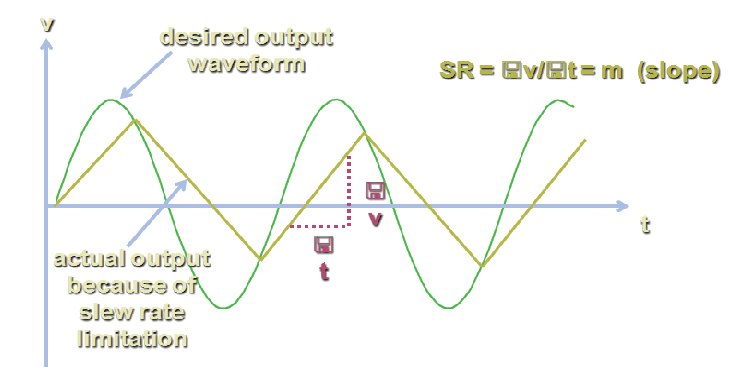 v
desired output
waveform
SR = 🖫v/🖫t = m (slope)
🖫
v
t
🖫
t
actual output
because of
slew rate
limitation